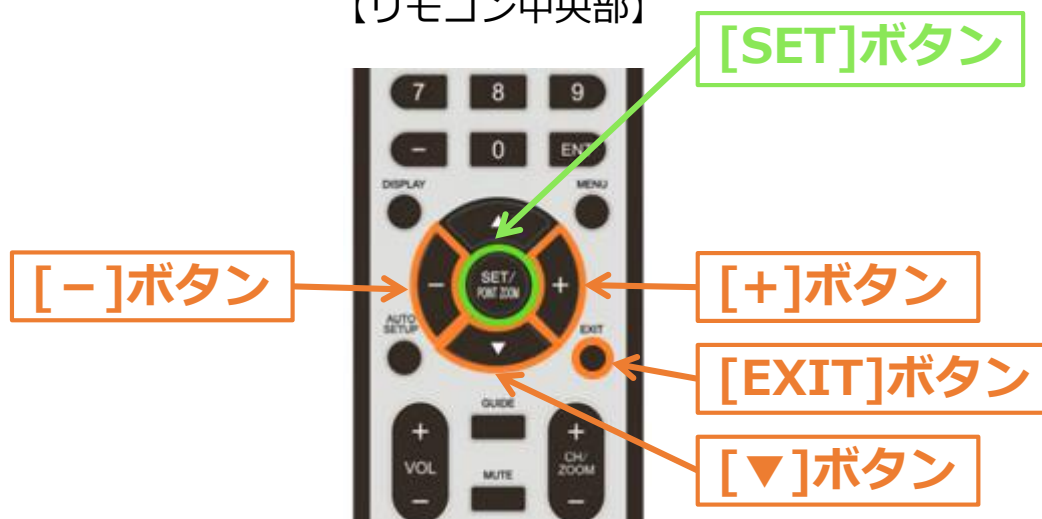 【リモコン中央部】
[SET]ボタン
7 8 9
− 0 ENT
DISPLAY MENU
▲
[−]ボタン
− SET/ +
POINT ZOOM
[+]ボタン
AUTO
SETUP EXIT
▼
[EXIT]ボタン
GUIDE
+ +
VOL CH/
ZOOM
MUTE
− −
[▼]ボタン